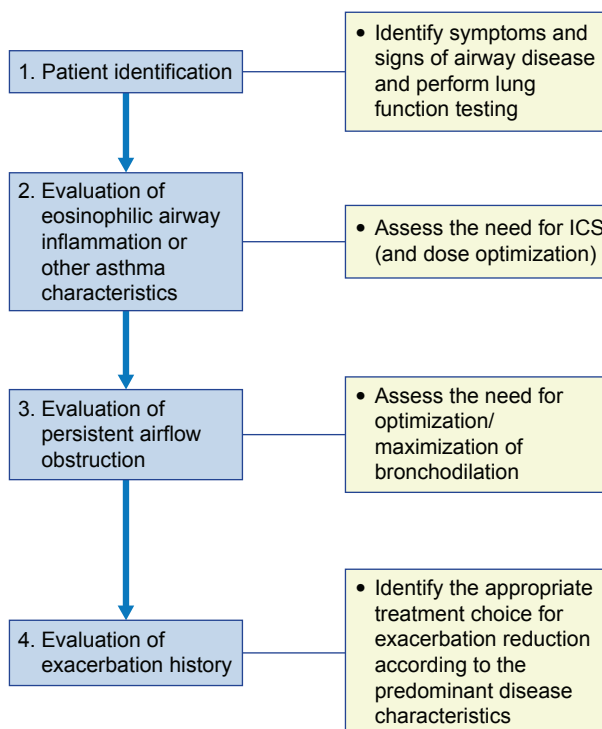 1. Patient identification
• Identify symptoms and
signs of airway disease
and perform lung
function testing
2. Evaluation of
eosinophilic airway
inflammation or
other asthma
characteristics
• Assess the need for ICS
(and dose optimization)
3. Evaluation of
persistent airflow
obstruction
• Assess the need for
optimization/
maximization of
bronchodilation
4. Evaluation of
exacerbation history
• Identify the appropriate
treatment choice for
exacerbation reduction
according to the
predominant disease
characteristics